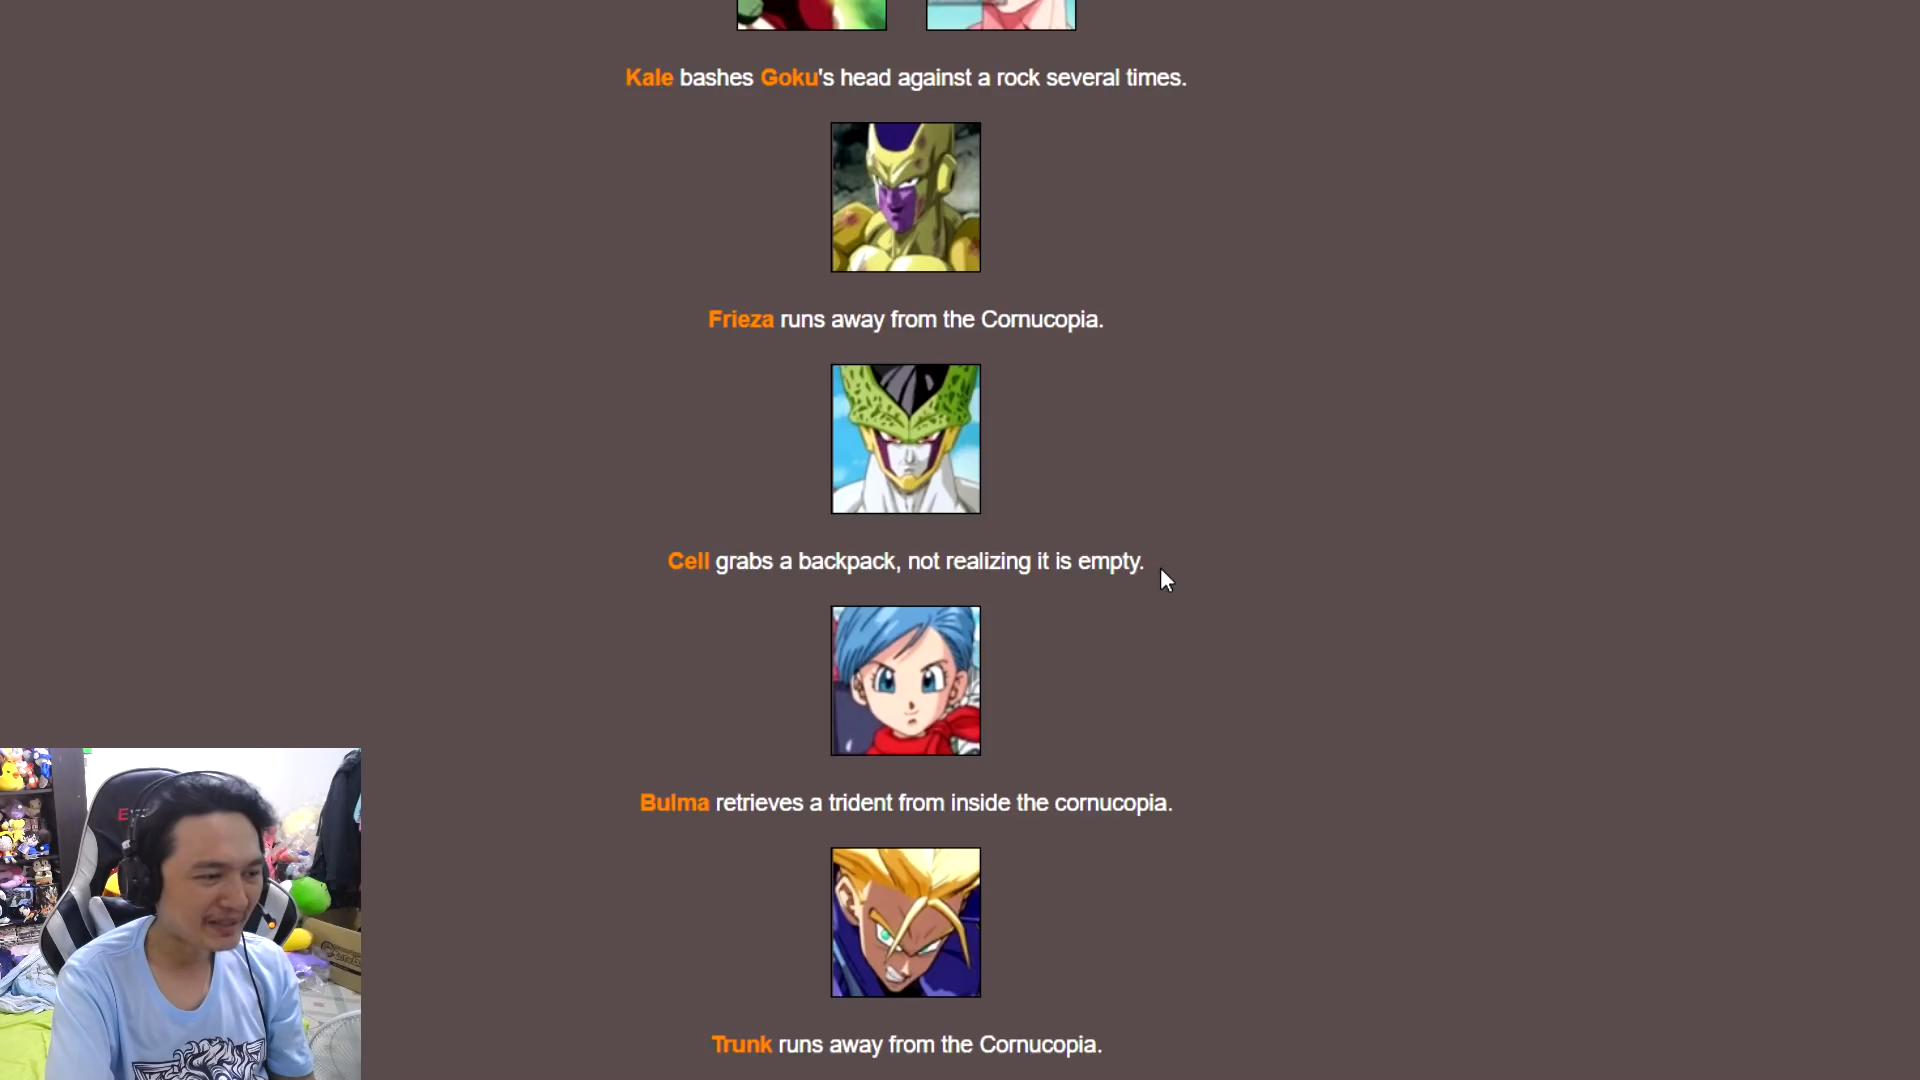 Kale bashes Goku's head against a rock several times.
Frieza runs away from the Cornucopia.
Cell grabs a backpack, not realizing it is empty.
Bulma retrieves a trident from inside the cornucopia.
Trunk runs away from the Cornucopia.